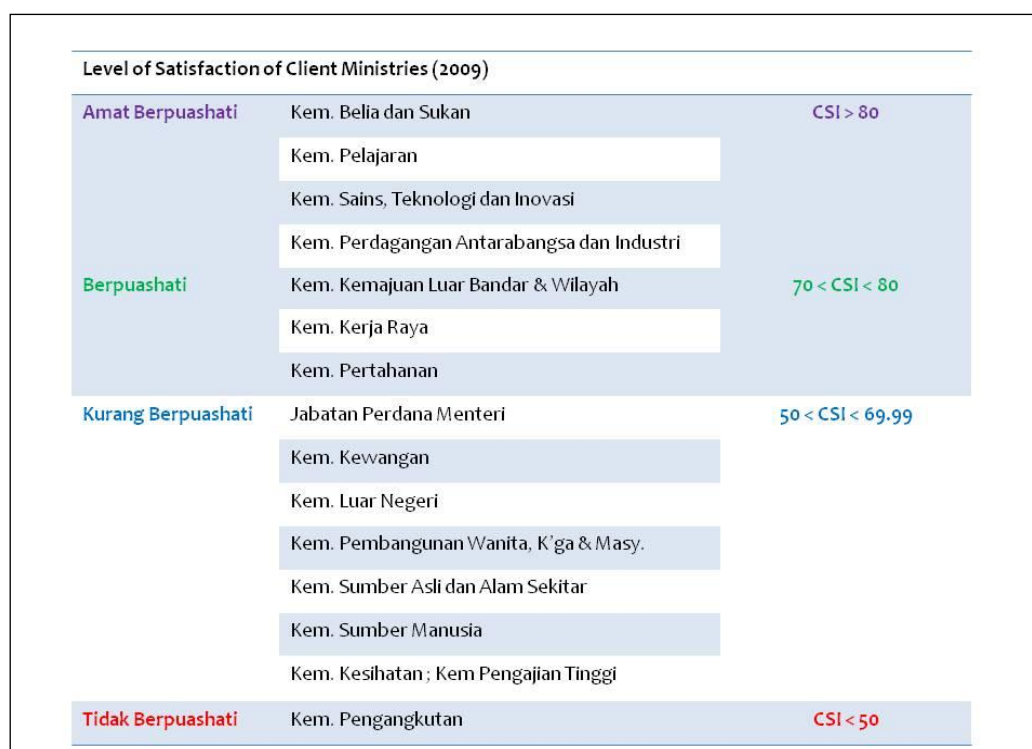 Level of Satisfaction of Client Ministries (2009)
Amat Berpuashati Kem. Belia dan Sukan CSI > 80
Kem. Pelajaran
Kem. Sains, Teknologi dan Inovasi
Kem. Perdagangan Antarabangsa dan Industri
Berpuashati Kem. Kemajuan Luar Bandar & Wilayah 70 < CSI < 80
Kem. Kerja Raya
Kem. Pertahanan
Kurang Berpuashati Jabatan Perdana Menteri 50 < CSI < 69.99
Kem. Kewangan
Kem. Luar Negeri
Kem. Pembangunan Wanita, K'ga & Masy.
Kem. Sumber Asli dan Alam Sekitar
Kem. Sumber Manusia
Kem. Kesihatan ; Kem Pengajian Tinggi
Tidak Berpuashati Kem. Pengangkutan CSI < 50